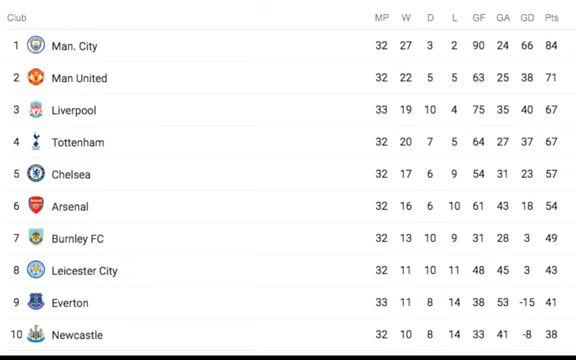 Club MP W D L GF GA GD Pts
1 Man. City 32 27 3 2 90 24 66 84
2 Man United 32 22 5 5 63 25 38 71
3 Liverpool 33 19 10 4 75 35 40 67
4 Tottenham 32 20 7 5 64 27 37 67
5 Chelsea 32 17 6 9 54 31 23 57
6 Arsenal 32 16 6 10 61 43 18 54
7 Burnley FC 32 13 10 9 31 28 3 49
8 Leicester City 32 11 10 11 48 45 3 43
9 Everton 33 11 8 14 38 53 -15 41
10 Newcastle 32 10 8 14 33 41 -8 38